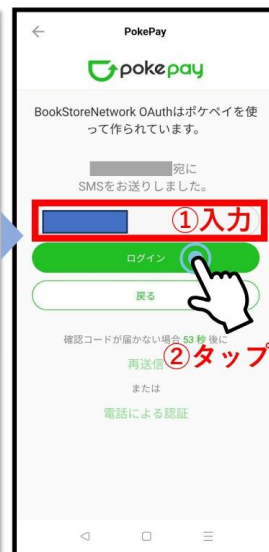 PokePay
pokepay
BookStoreNetwork OAuthはポケペイを使
って作られています。
宛に
SMSをお送りしました。
①入力
ログイン
戻る
確認コードが届かない場合 53 秒 後に
再送信
②タップ
または
電話による認証